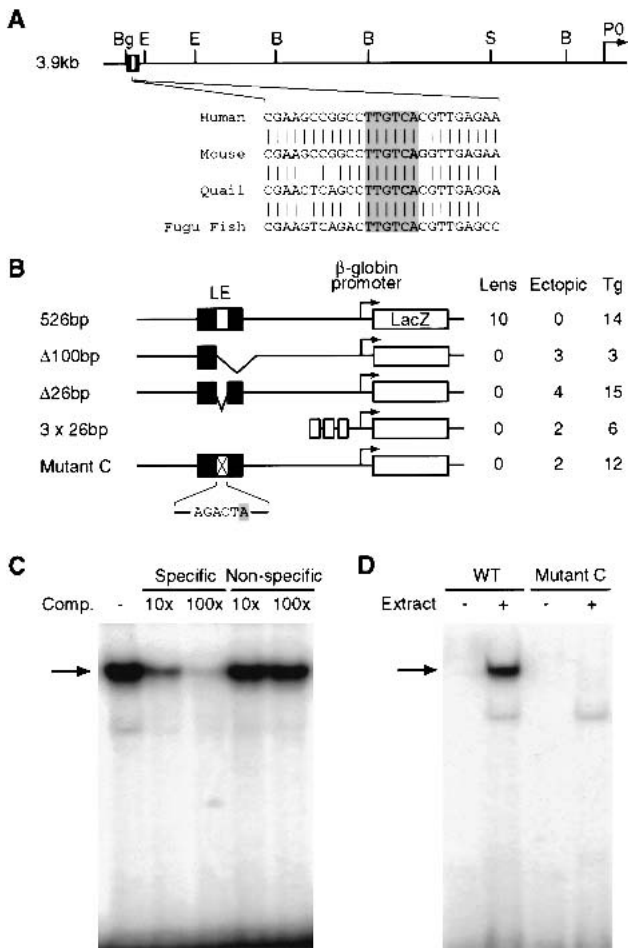 A
P0
Bg E E B B S B
3.9kb
Human CGAAGCCGGCCTTGTCACGTTGAGAA
Mouse CGAAGCCGGCCTTGTCAGGTTGAGAA
Quail CGAACTCAGCCTTGTCACGTTGAGGA
Fugu Fish CGAAGTCAGACTTGTCACGTTGAGCC
B
β-globin
promoter
LE Lens Ectopic Tg
526bp LacZ 10 0 14
Δ100bp 0 3 3
Δ26bp 0 4 15
3 x 26bp 0 2 6
Mutant C X 0 2 12
AGACTA
C
Specific Non-specific
Comp. - 10x 100x 10x 100x
D
WT Mutant C
Extract - + - +